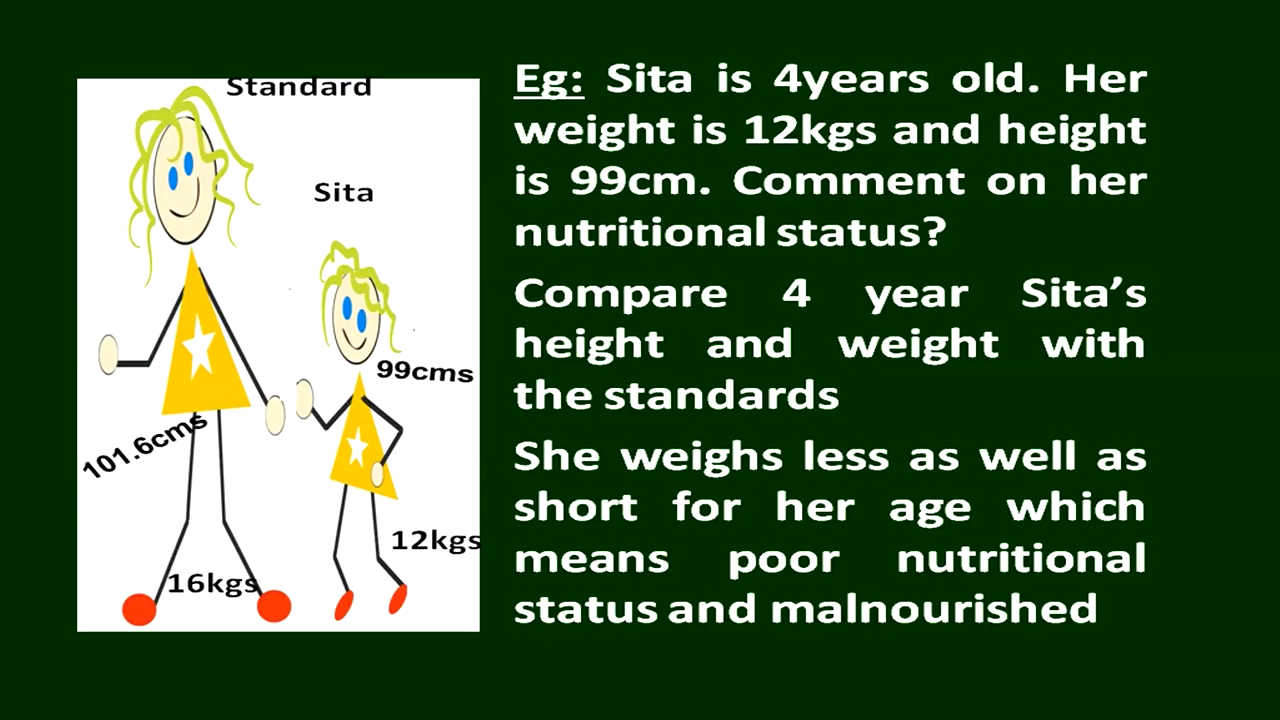 Standard
Sita
99cms
101.6cms
12kgs
16kgs
Eg: Sita is 4years old. Her
weight is 12kgs and height
is 99cm. Comment on her
nutritional status?
Compare 4 year Sita’s
height and weight with
the standards
She weighs less as well as
short for her age which
means poor nutritional
status and malnourished